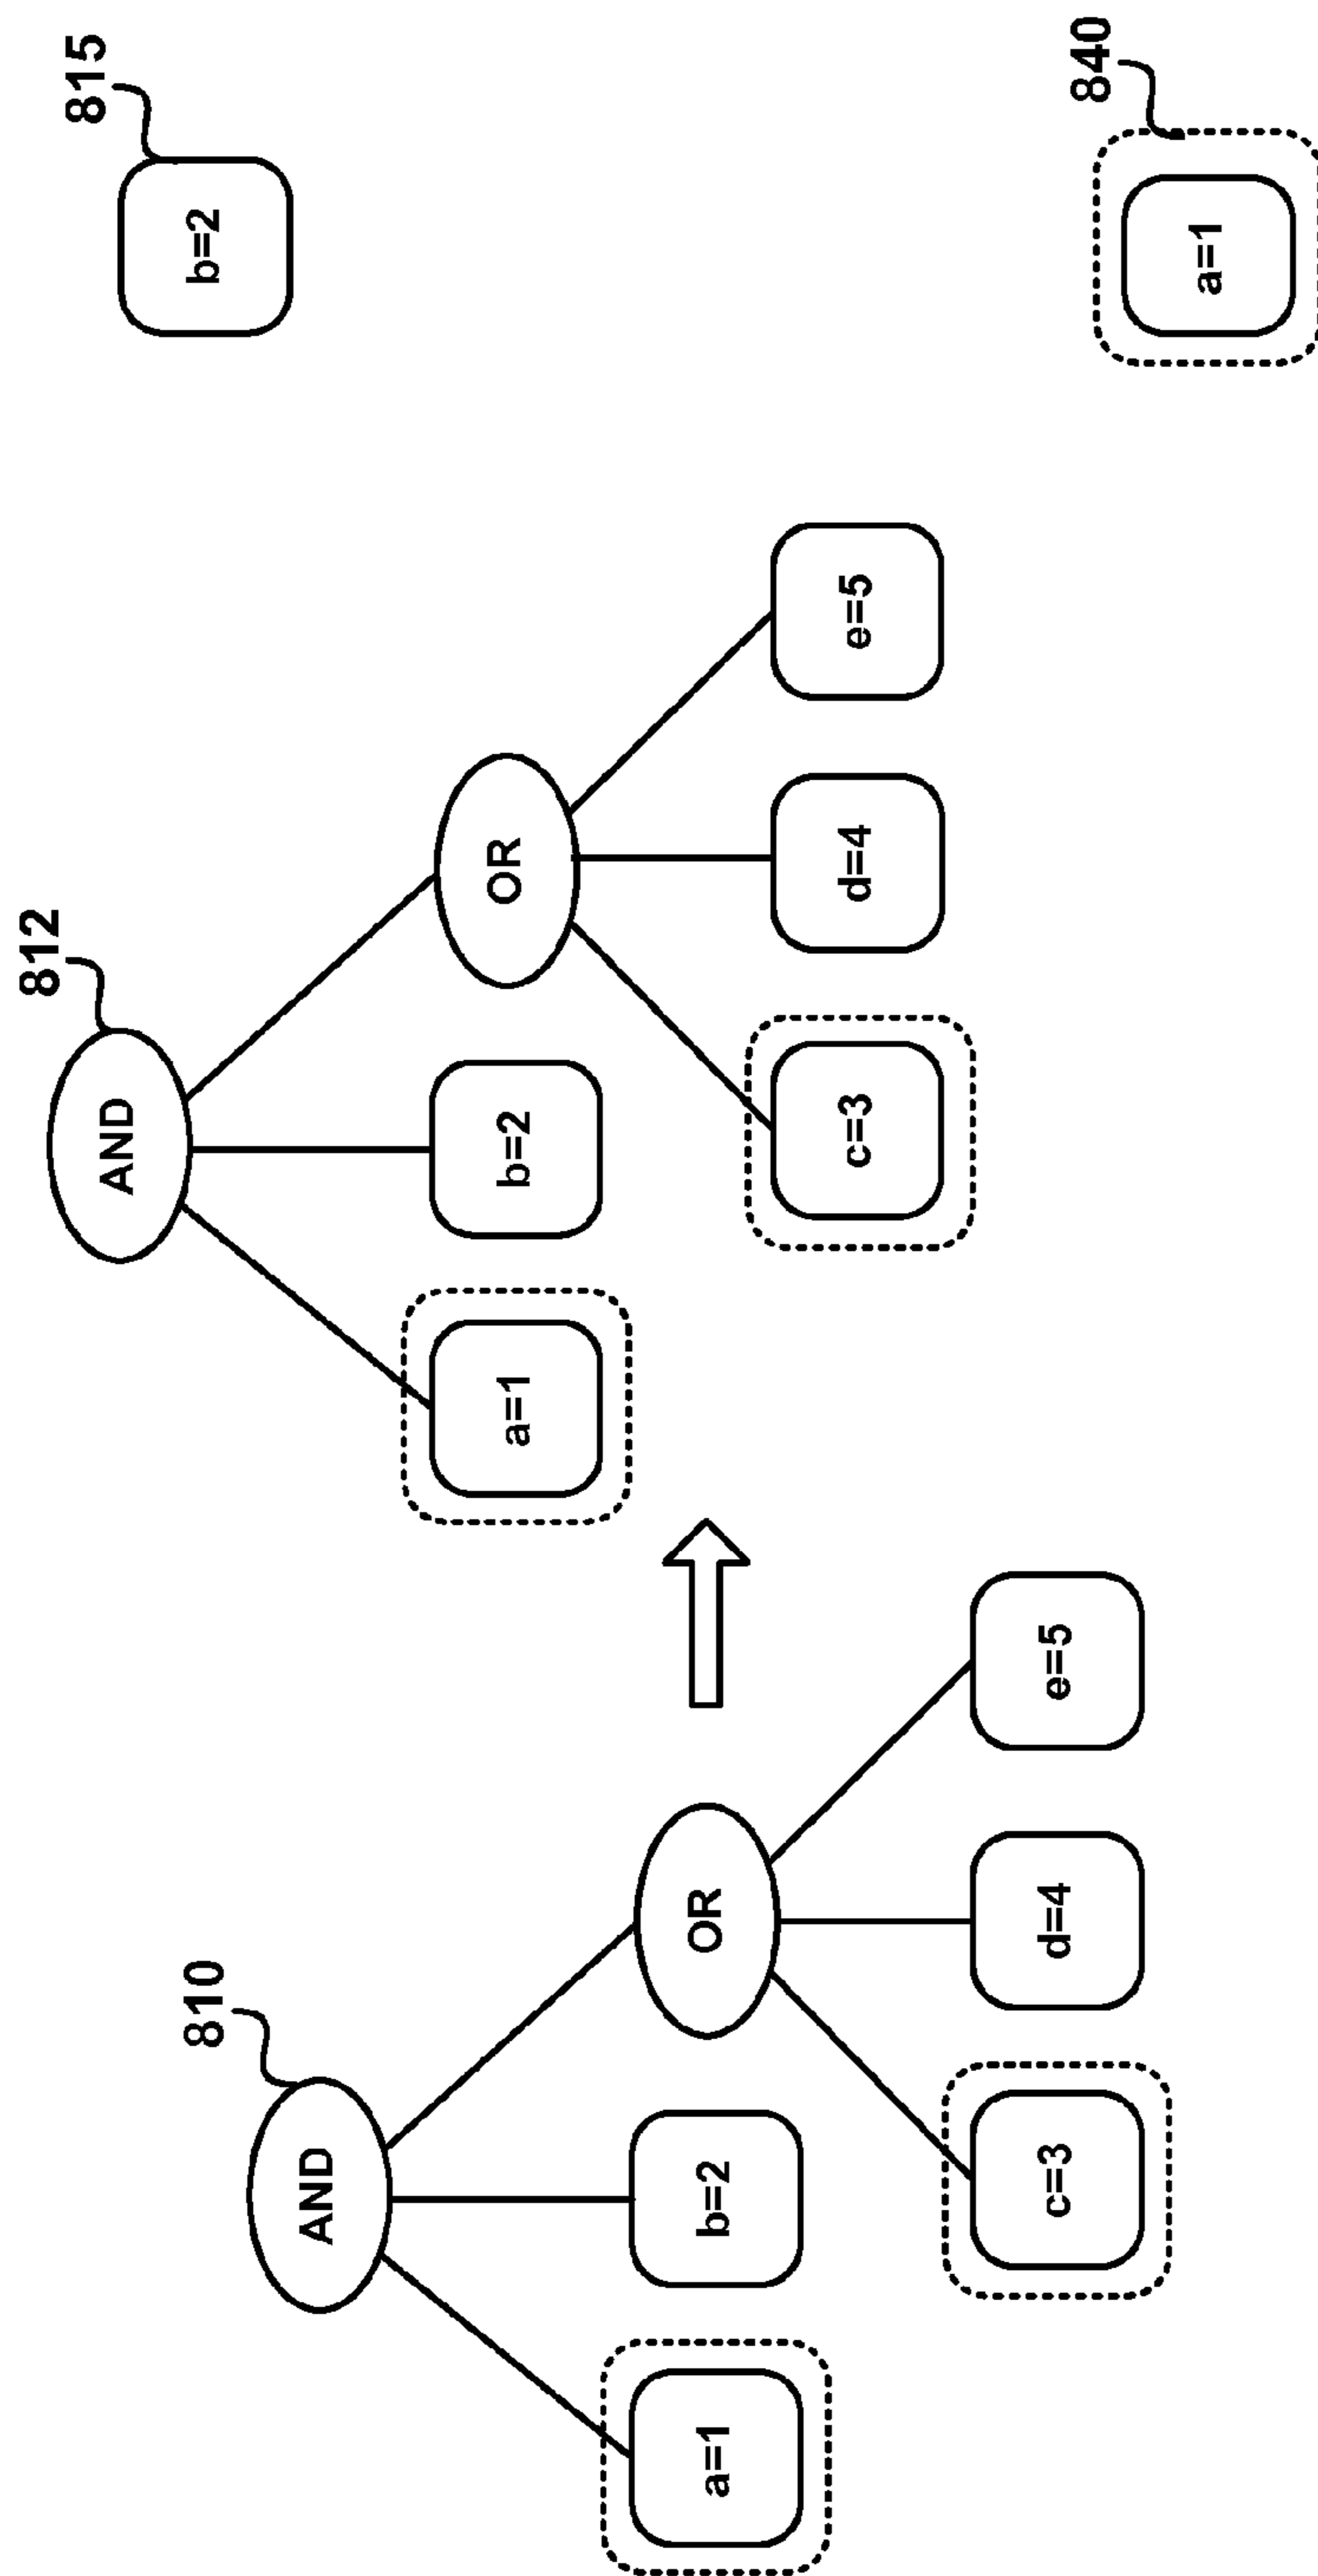 810
AND
a=1
b=2
OR
c=3
d=4
e=5
812
AND
a=1
b=2
OR
c=3
d=4
e=5
815
b=2
840
a=1